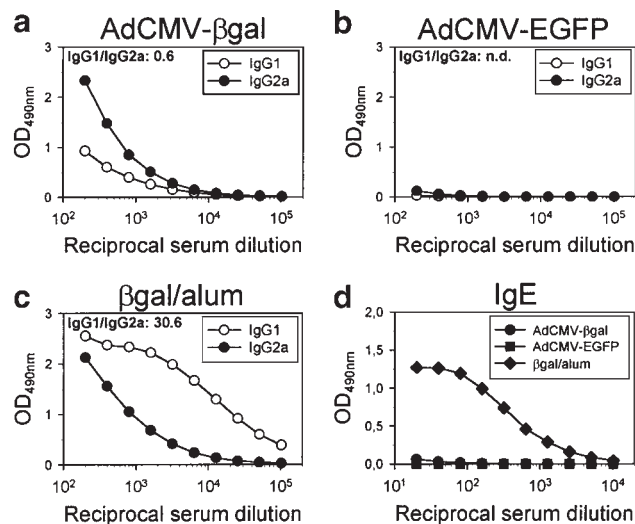 a AdCMV-βgal
IgG1/IgG2a: 0.6
IgG1
IgG2a
OD490nm
3
2
1
0
10² 10³ 10⁴ 10⁵
Reciprocal serum dilution
b AdCMV-EGFP
IgG1/IgG2a: n.d.
IgG1
IgG2a
OD490nm
3
2
1
0
10² 10³ 10⁴ 10⁵
Reciprocal serum dilution
c βgal/alum
IgG1/IgG2a: 30.6
IgG1
IgG2a
OD490nm
3
2
1
0
10² 10³ 10⁴ 10⁵
Reciprocal serum dilution
d IgE
AdCMV-βgal
AdCMV-EGFP
βgal/alum
OD490nm
2,0
1,5
1,0
0,5
0,0
10¹ 10² 10³ 10⁴
Reciprocal serum dilution